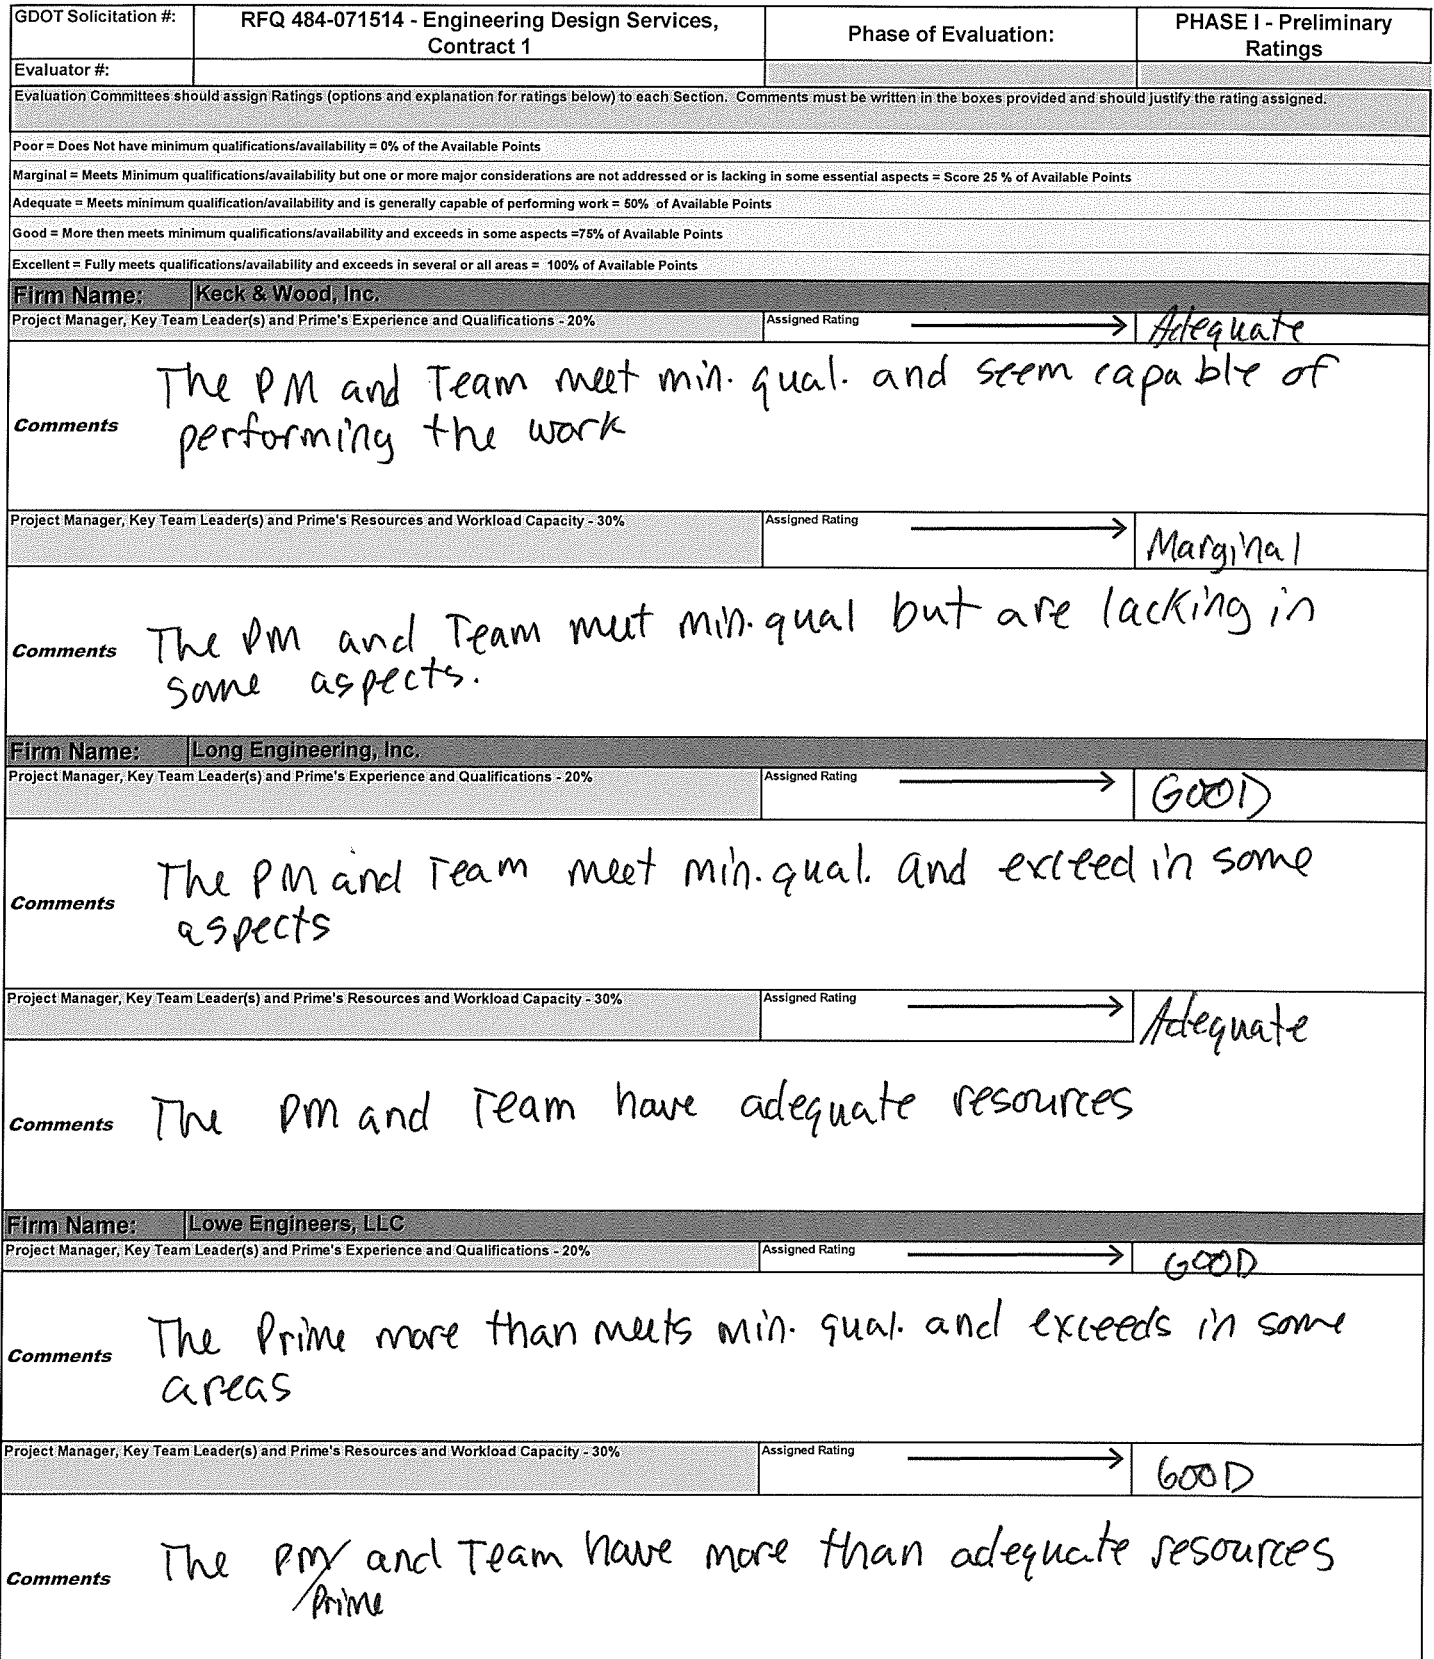 GDOT Solicitation #:
RFQ 484-071514 - Engineering Design Services,
Contract 1
Phase of Evaluation:
PHASE I - Preliminary
Ratings
Evaluator #:
Evaluation Committees should assign Ratings (options and explanation for ratings below) to each Section. Comments must be written in the boxes provided and should justify the rating assigned.
Poor = Does Not have minimum qualifications/availability = 0% of the Available Points
Marginal = Meets Minimum qualifications/availability but one or more major considerations are not addressed or is lacking in some essential aspects = Score 25 % of Available Points
Adequate = Meets minimum qualification/availability and is generally capable of performing work = 50% of Available Points
Good = More then meets minimum qualifications/availability and exceeds in some aspects =75% of Available Points
Excellent = Fully meets qualifications/availability and exceeds in several or all areas = 100% of Available Points
Firm Name: Keck & Wood, Inc.
Project Manager, Key Team Leader(s) and Prime's Experience and Qualifications - 20% Assigned Rating Adequate
The PM and Team meet min. qual. and seem capable of
Comments
performing the work
Project Manager, Key Team Leader(s) and Prime's Resources and Workload Capacity - 30% Assigned Rating
Marginal
The PM and Team meet min. qual but are lacking in
Comments
some aspects.
Firm Name: Long Engineering, Inc.
Project Manager, Key Team Leader(s) and Prime's Experience and Qualifications - 20% Assigned Rating
GOOD
The PM and Team meet min. qual. and exceed in some
Comments
aspects
Project Manager, Key Team Leader(s) and Prime's Resources and Workload Capacity - 30% Assigned Rating
Adequate
Comments The PM and Team have adequate resources
Firm Name: Lowe Engineers, LLC
Project Manager, Key Team Leader(s) and Prime's Experience and Qualifications - 20% Assigned Rating GOOD
The Prime more than meets min. qual. and exceeds in some
Comments
areas
Project Manager, Key Team Leader(s) and Prime's Resources and Workload Capacity - 30% Assigned Rating
GOOD
The PM/ and Team have more than adequate resources
Comments
/Prime